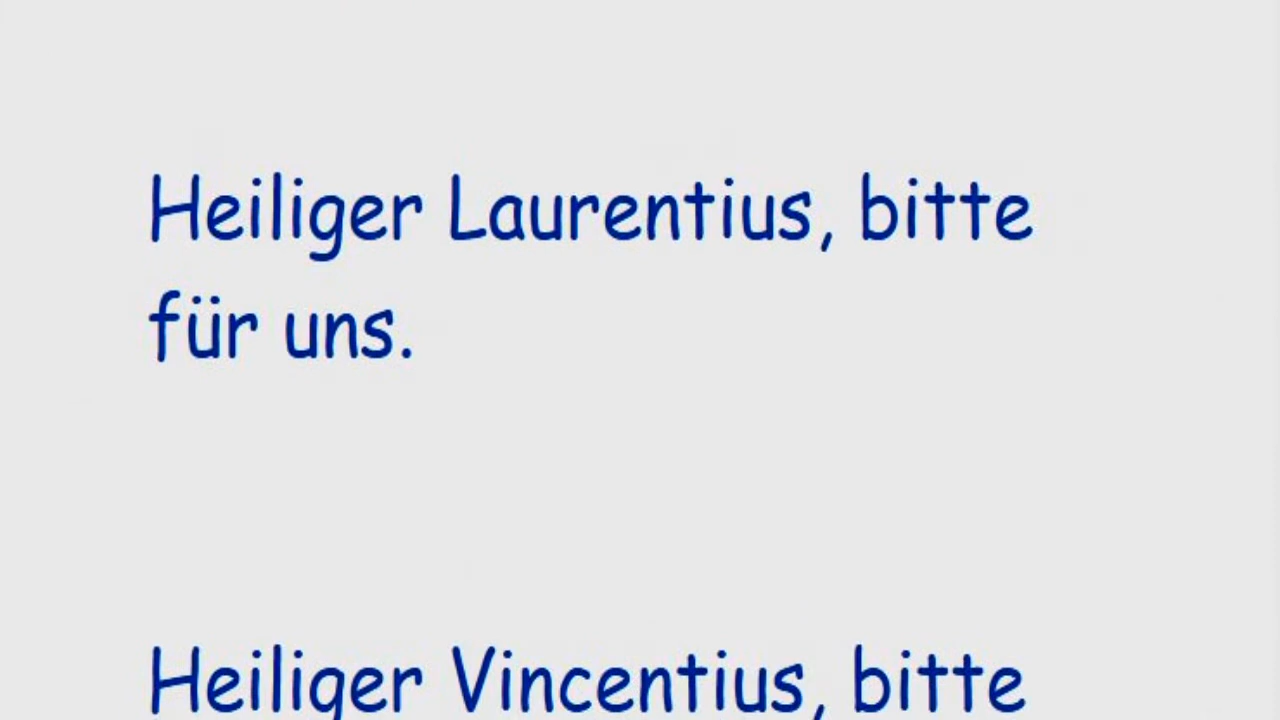 Heiliger Laurentius, bitte
für uns.
Heiliger Vincentius, bitte